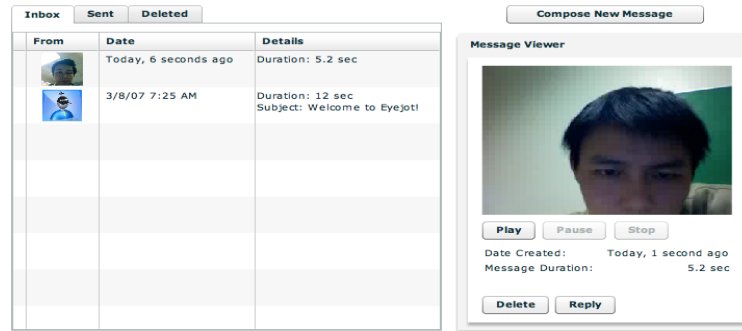 Inbox Sent Deleted
From Date Details
Today, 6 seconds ago Duration: 5.2 sec
3/8/07 7:25 AM Duration: 12 sec
Subject: Welcome to Eyejot!
Compose New Message
Message Viewer
Play Pause Stop
Date Created: Today, 1 second ago
Message Duration: 5.2 sec
Delete Reply